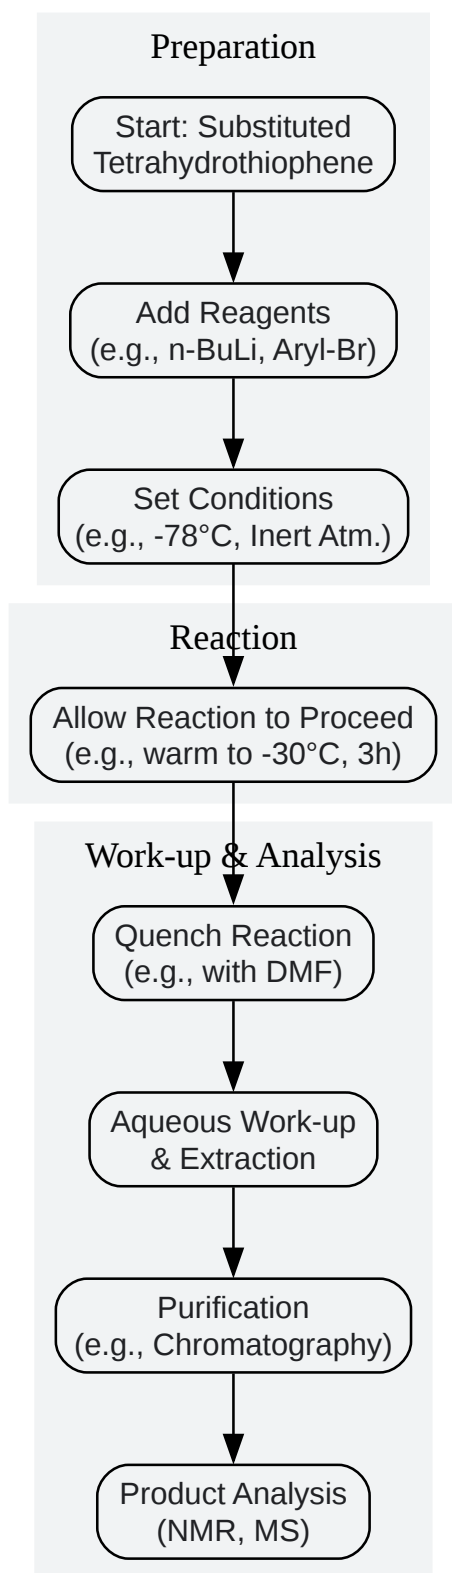 Preparation
Start: Substituted
Tetrahydrothiophene
Add Reagents
(e.g., n-BuLi, Aryl-Br)
Set Conditions
(e.g., -78°C, Inert Atm.)
Reaction
Allow Reaction to Proceed
(e.g., warm to -30°C, 3h)
Work-up & Analysis
Quench Reaction
(e.g., with DMF)
Aqueous Work-up
& Extraction
Purification
(e.g., Chromatography)
Product Analysis
(NMR, MS)